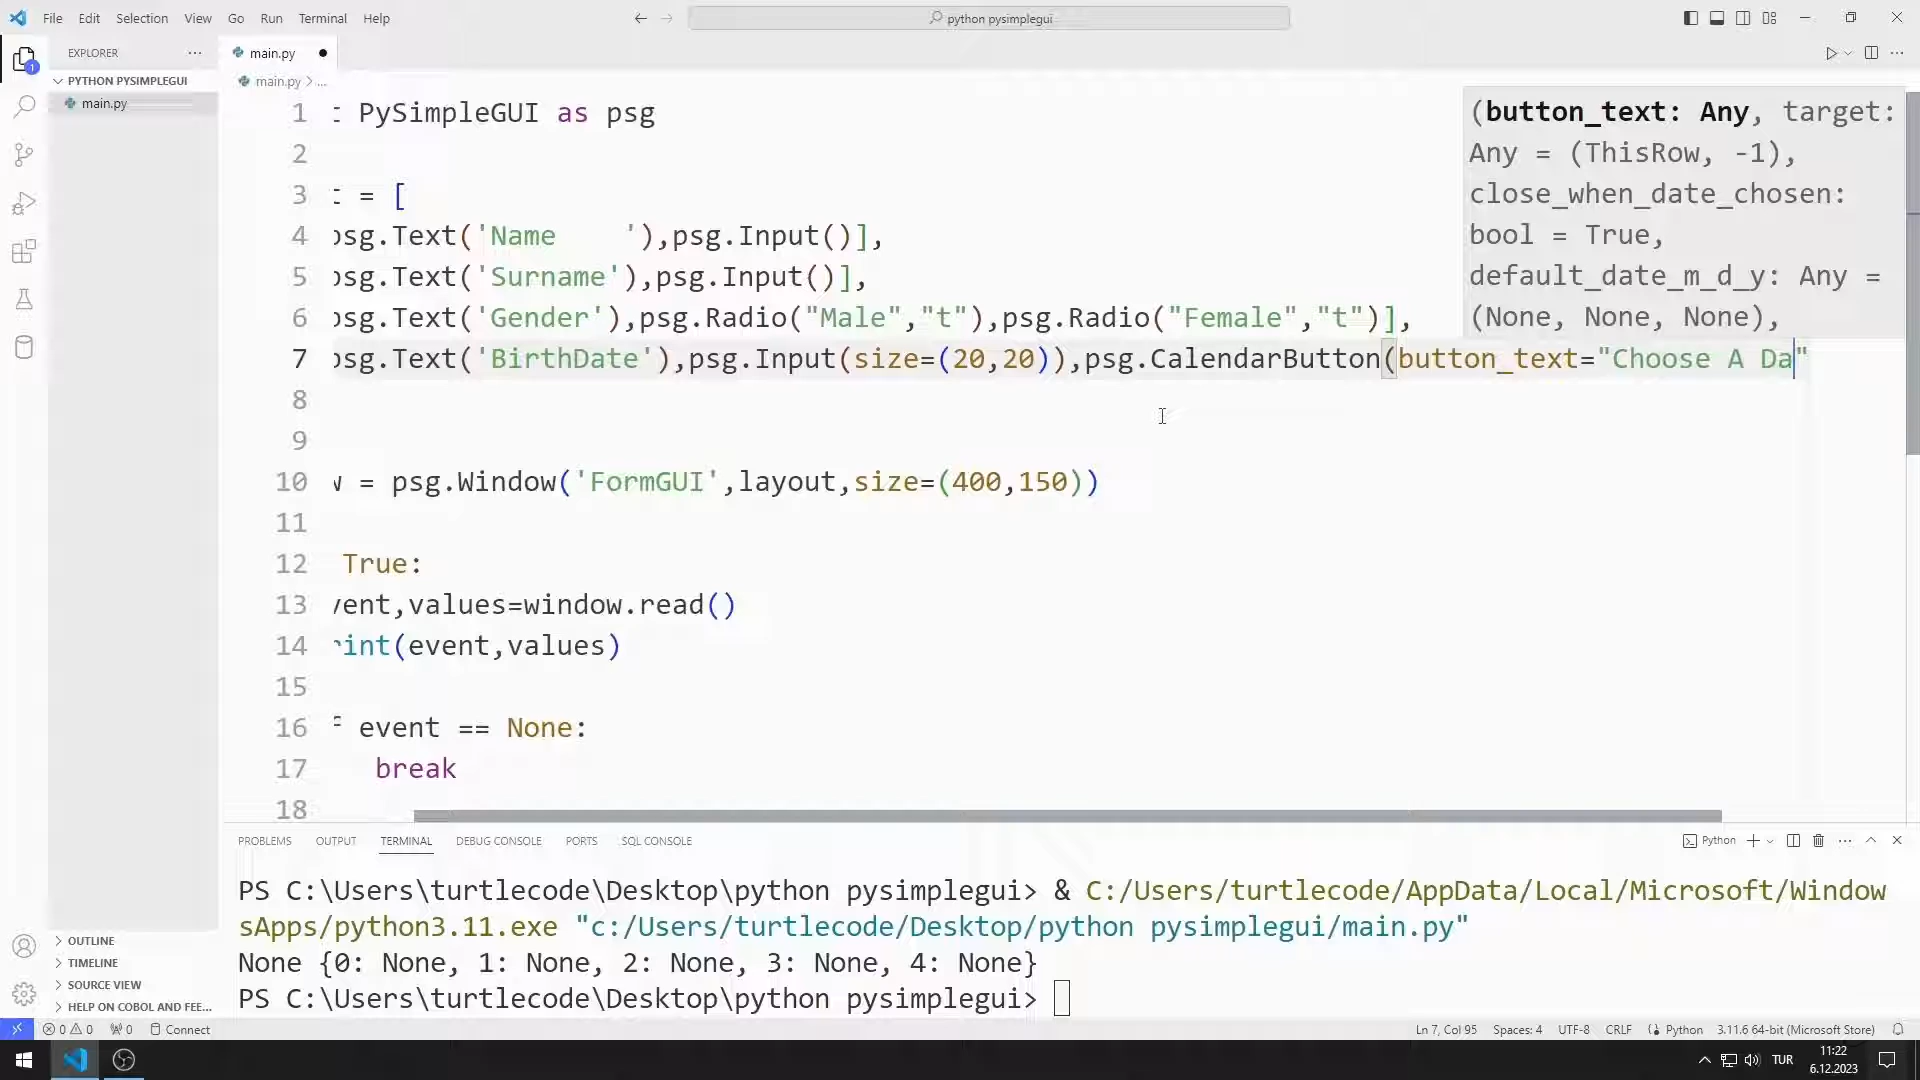 File Edit Selection View Go Run Terminal Help
python pysimplegui
EXPLORER
main.py
PYTHON PYSIMPLEGUI
main.py
main.py > ...
1
(button_text: Any, target: Any = (ThisRow, -1), close_when_date_chosen: bool = True, default_date_m_d_y: Any = (None, None, None),
1 t PySimpleGUI as psg
2
3 t = [
4 psg.Text('Name    '),psg.Input()],
5 psg.Text('Surname'),psg.Input()],
6 psg.Text('Gender'),psg.Radio("Male","t"),psg.Radio("Female","t")],
7 psg.Text('BirthDate'),psg.Input(size=(20,20)),psg.CalendarButton(button_text="Choose A Da"
8
9
10 w = psg.Window('FormGUI',layout,size=(400,150))
11
12 True:
13 vent,values=window.read()
14 rint(event,values)
15
16 f event == None:
17 break
18
PROBLEMS OUTPUT TERMINAL DEBUG CONSOLE PORTS SQL CONSOLE
Python
PS C:\Users\turtlecode\Desktop\python pysimplegui> & C:/Users/turtlecode/AppData/Local/Microsoft/Window
sApps/python3.11.exe "c:/Users/turtlecode/Desktop/python pysimplegui/main.py"
None {0: None, 1: None, 2: None, 3: None, 4: None}
PS C:\Users\turtlecode\Desktop\python pysimplegui>
OUTLINE
TIMELINE
SOURCE VIEW
HELP ON COBOL AND FEE...
0 0 0 Connect
Ln 7, Col 95 Spaces: 4 UTF-8 CRLF Python 3.11.6 64-bit (Microsoft Store)
TUR
11:22
6.12.2023